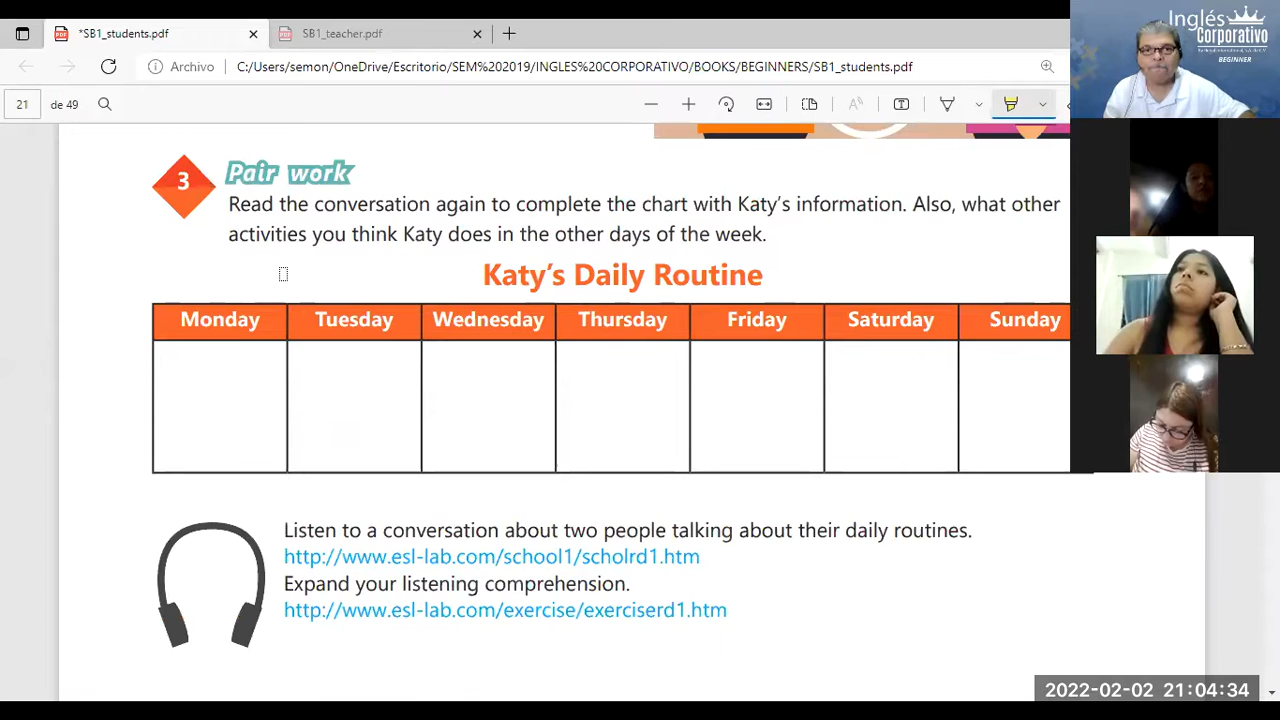 *SB1_students.pdf
SB1_teacher.pdf
Archivo
C:/Users/semon/OneDrive/Escritorio/S,M%202019/INGLES%20CORPORATIVO/BOOKS/BEGINNERS/SB1_students.pdf
21 de 49
Inglés
Corporativo
BEGINNER
3
Pair work
Read the conversation again to complete the chart with Katy's information. Also, what other
activities you think Katy does in the other days of the week.
Katy's Daily Routine
Monday Tuesday Wednesday Thursday Friday Saturday Sunday
Listen to a conversation about two people talking about their daily routines.
http://www.esl-lab.com/school1/scholrd1.htm
Expand your listening comprehension.
http://www.esl-lab.com/exercise/exerciserd1.htm
2022-02-02 21:04:34